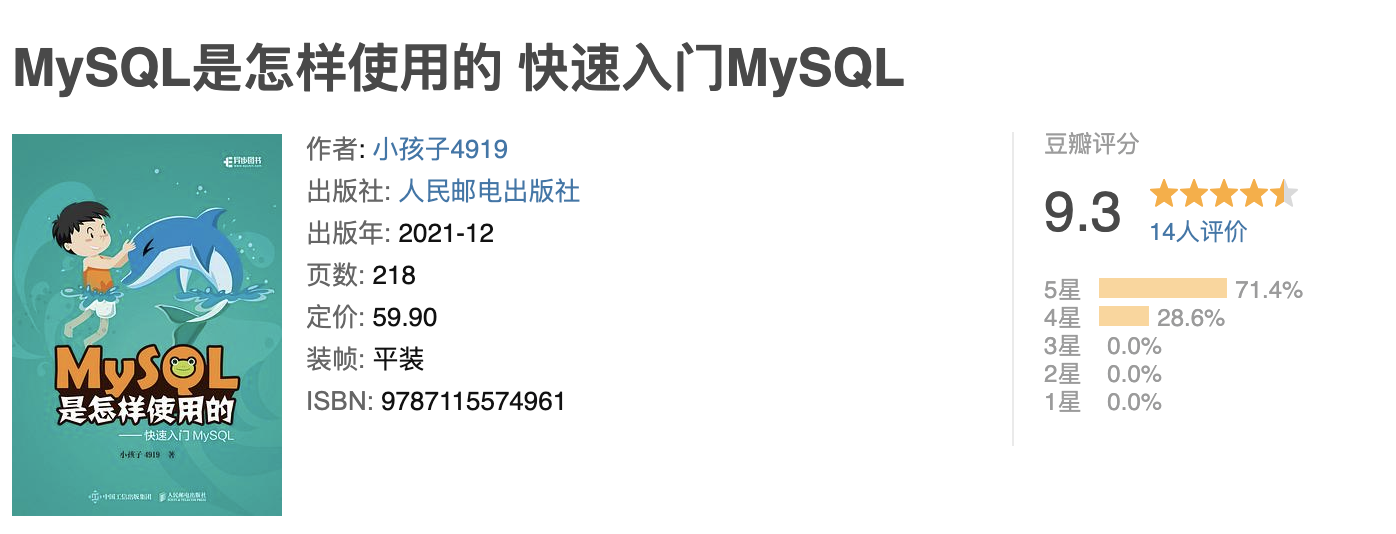 MySQL是怎样使用的 快速入门MySQL
异步图书
MySQL
是怎样使用的
—— 快速入门 MySQL
小孩子 4919 著
中国工信出版集团 人民邮电出版社
作者: 小孩子4919
出版社: 人民邮电出版社
出版年: 2021-12
页数: 218
定价: 59.90
装帧: 平装
ISBN: 9787115574961
豆瓣评分
9.3
14人评价
5星 71.4%
4星 28.6%
3星 0.0%
2星 0.0%
1星 0.0%